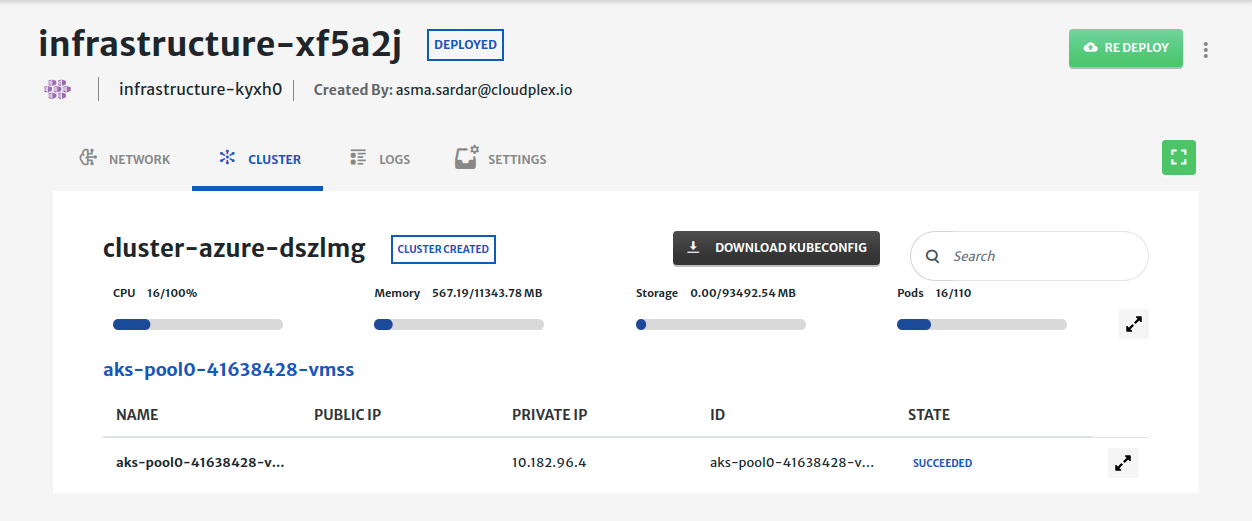 infrastructure-xf5a2j DEPLOYED RE DEPLOY
infrastructure-kyxh0 Created By: asma.sardar@cloudplex.io
NETWORK CLUSTER LOGS SETTINGS
cluster-azure-dszlmg CLUSTER CREATED DOWNLOAD KUBECONFIG Search
CPU 16/100% Memory 567.19/11343.78 MB Storage 0.00/93492.54 MB Pods 16/110
aks-pool0-41638428-vmss
NAME PUBLIC IP PRIVATE IP ID STATE
aks-pool0-41638428-v... 10.182.96.4 aks-pool0-41638428-v... SUCCEEDED